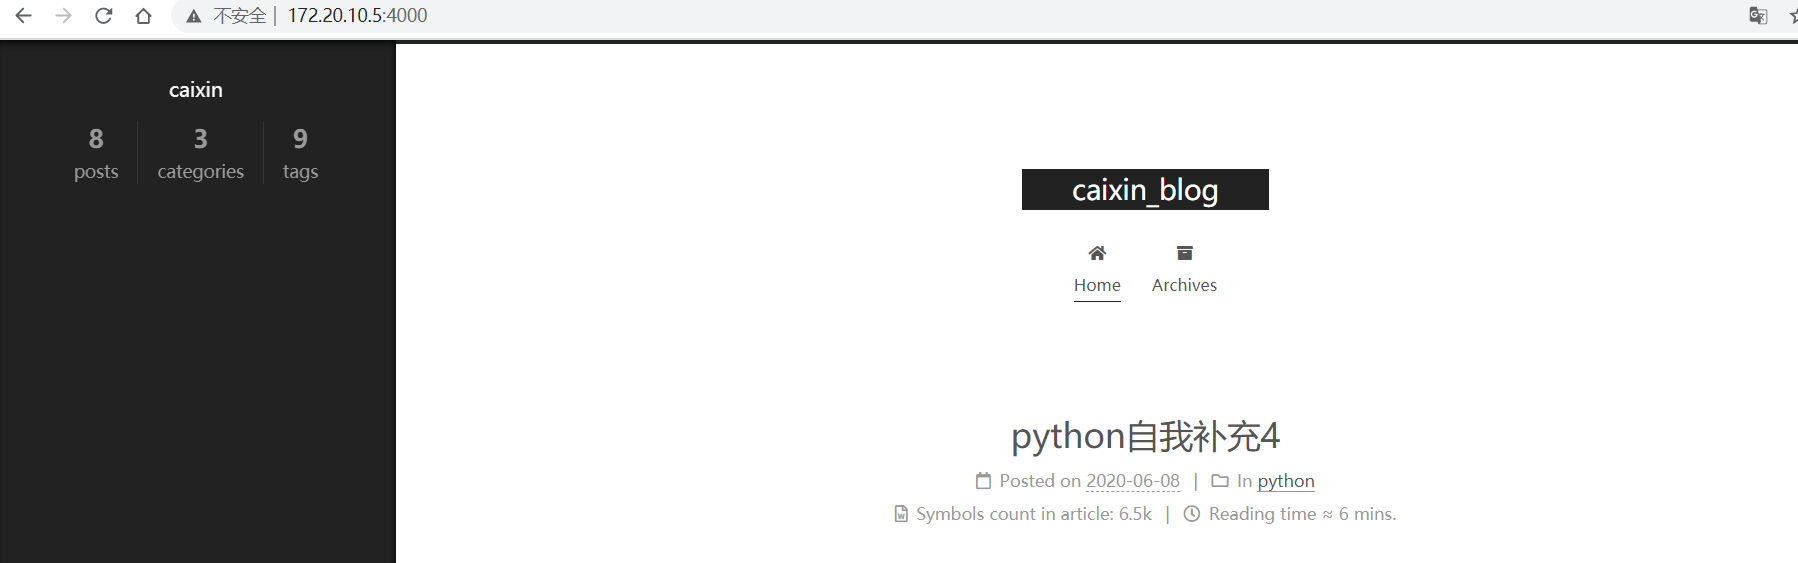 不安全 | 172.20.10.5:4000
caixin
8 3 9
posts categories tags
caixin_blog
Home Archives
python自我补充4
Posted on 2020-06-08 | In python
Symbols count in article: 6.5k | Reading time ≈ 6 mins.